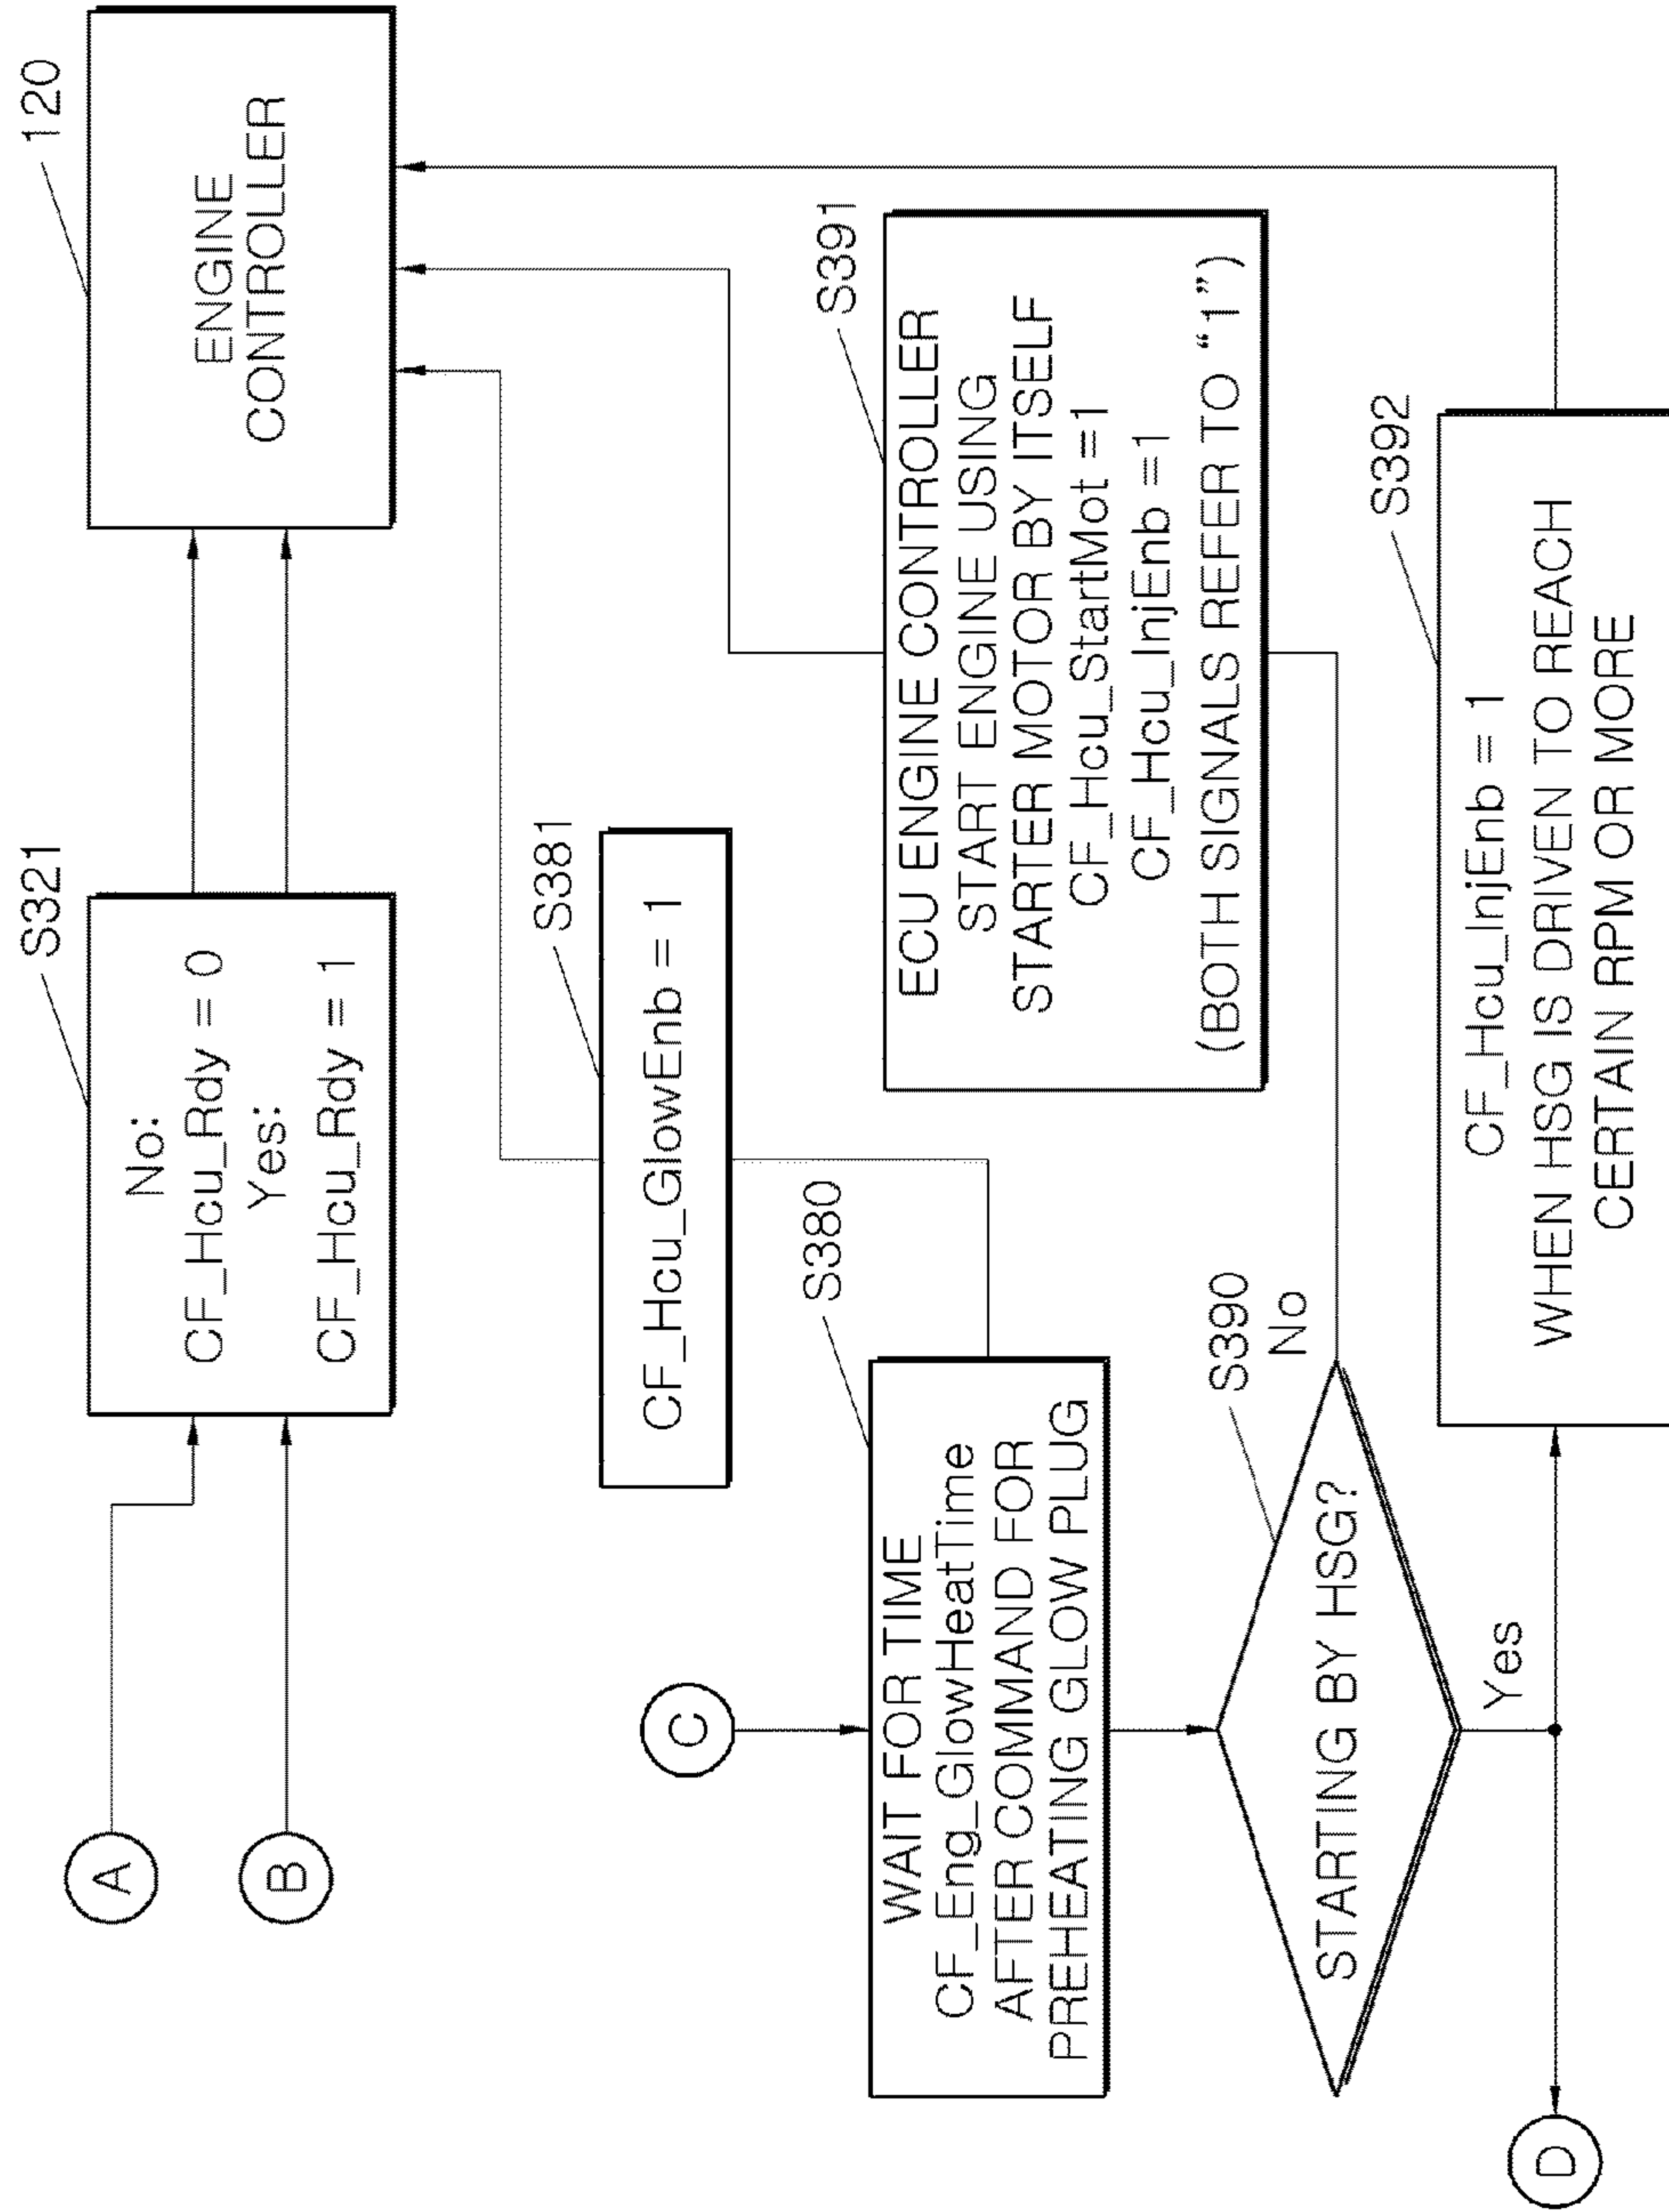 A
B
S321
No:
CF_Hcu_Rdy = 0
Yes:
CF_Hcu_Rdy = 1
120
ENGINE
CONTROLLER
S381
CF_Hcu_GlowEnb = 1
C
S380
WAIT FOR TIME
CF_Eng_GlowHeatTime
AFTER COMMAND FOR
PREHEATING GLOW PLUG
S391
ECU ENGINE CONTROLLER
START ENGINE USING
STARTER MOTOR BY ITSELF
CF_Hcu_StartMot =1
CF_Hcu_InjEnb =1
(BOTH SIGNALS REFER TO “1”)
S390
No
STARTING BY HSG?
Yes
S392
CF_Hcu_InjEnb = 1
WHEN HSG IS DRIVEN TO REACH
CERTAIN RPM OR MORE
D